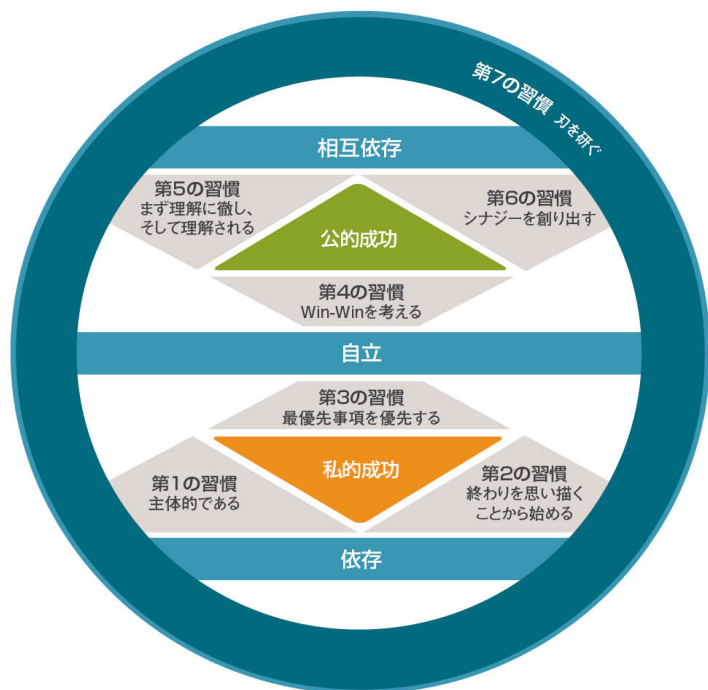 第7の習慣 刃を研ぐ
相互依存
第5の習慣
まず理解に徹し、
そして理解される
第6の習慣
シナジーを創り出す
公的成功
第4の習慣
Win-Winを考える
自立
第3の習慣
最優先事項を優先する
私的成功
第1の習慣
主体的である
第2の習慣
終わりを思い描く
ことから始める
依存